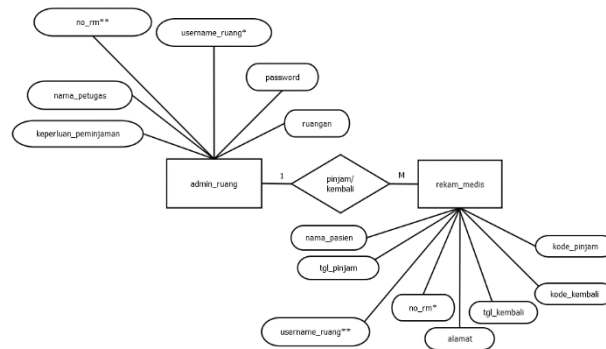 no_rm**
username_ruang*
password
nama_petugas
ruangan
keperluan_peminjaman
admin_ruang
1
pinjam/
kembali
M
rekam_medis
nama_pasien
kode_pinjam
tgl_pinjam
kode_kembali
no_rm*
tgl_kembali
username_ruang**
alamat